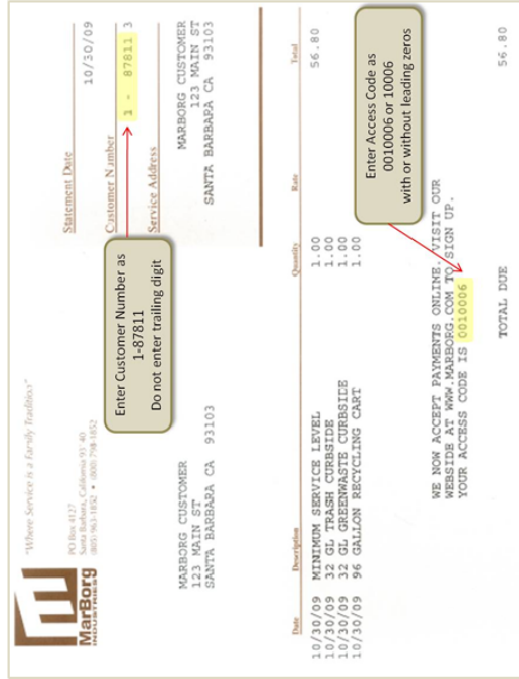 MarBorg
INDUSTRIES
"Where Service is a Family Tradition"
PO Box 4127
Santa Barbara, California 93140
(805) 963-1852 • (800) 798-1852
Statement Date
10/30/09
Customer Number
1 - 87811 3
Service Address
MARBORG CUSTOMER
123 MAIN ST
SANTA BARBARA CA 93103
Enter Customer Number as
1=87811
Do not enter trailing digit
MARBORG CUSTOMER
123 MAIN ST
SANTA BARBARA CA 93103
Date Description Quantity Rate Total
10/30/09 MINIMUM SERVICE LEVEL 1.00 56.80
10/30/09 32 GL TRASH CURBSIDE 1.00
10/30/09 32 GL GREENWASTE CURBSIDE 1.00
10/30/09 96 GALLON RECYCLING CART 1.00
Enter Access Code as
0010006 or 10006
with or without leading zeros
WE NOW ACCEPT PAYMENTS ONLINE. VISIT OUR
WEBSIDE AT WWW.MARBORG.COM TO SIGN UP.
YOUR ACCESS CODE IS 0010006
TOTAL DUE 56.80